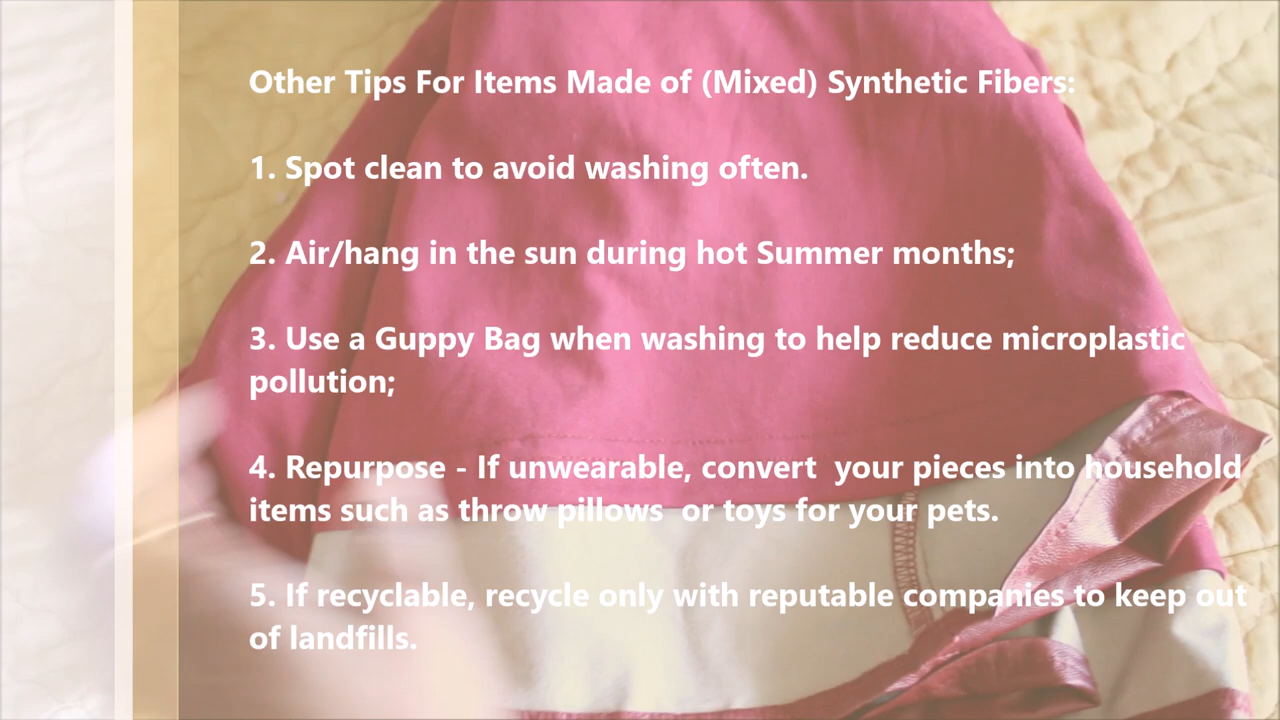 Other Tips For Items Made of (Mixed) Synthetic Fibers:
1. Spot clean to avoid washing often.
2. Air/hang in the sun during hot Summer months;
3. Use a Guppy Bag when washing to help reduce microplastic
pollution;
4. Repurpose - If unwearable, convert  your pieces into household
items such as throw pillows  or toys for your pets.
5. If recyclable, recycle only with reputable companies to keep out
of landfills.